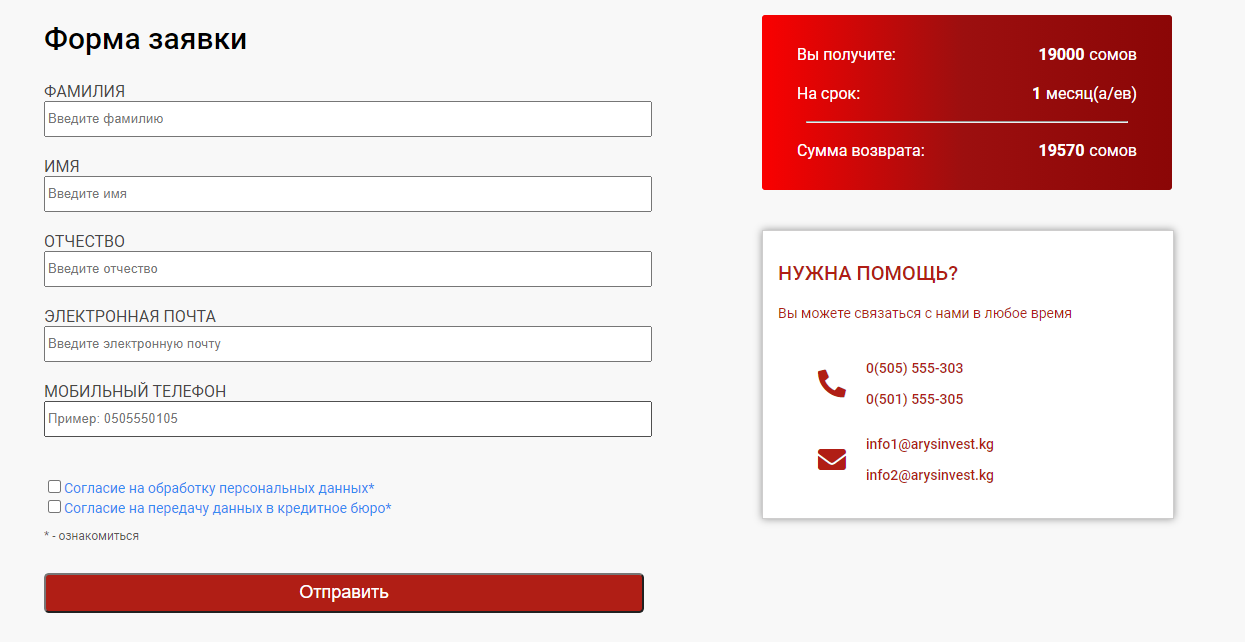 Форма заявки
ФАМИЛИЯ
Введите фамилию
ИМЯ
Введите имя
ОТЧЕСТВО
Введите отчество
ЭЛЕКТРОННАЯ ПОЧТА
Введите электронную почту
МОБИЛЬНЫЙ ТЕЛЕФОН
Пример: 0505550105
Согласие на обработку персональных данных*
Согласие на передачу данных в кредитное бюро*
* - ознакомиться
Отправить
Вы получите: 19000 сомов
На срок: 1 месяц(а/ев)
Сумма возврата: 19570 сомов
НУЖНА ПОМОЩЬ?
Вы можете связаться с нами в любое время
0(505) 555-303
0(501) 555-305
info1@arysinvest.kg
info2@arysinvest.kg